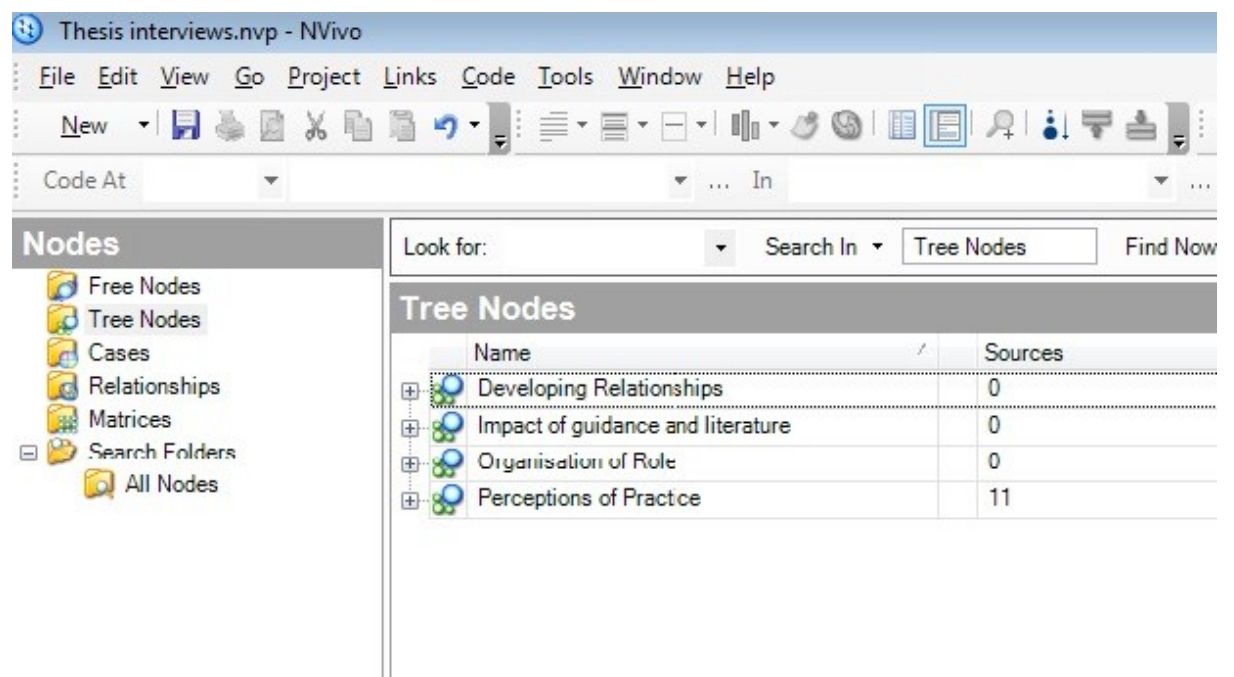 Thesis interviews.nvp - NVivo
File Edit View Go Project Links Code Tools Window Help
New
Code At ... In ...
Nodes
Free Nodes
Tree Nodes
Cases
Relationships
Matrices
Search Folders
All Nodes
Look for: Search In Tree Nodes Find Now
Tree Nodes
Name Sources
Developing Relationships 0
Impact of guidance and literature 0
Organisation of Role 0
Perceptions of Practice 11